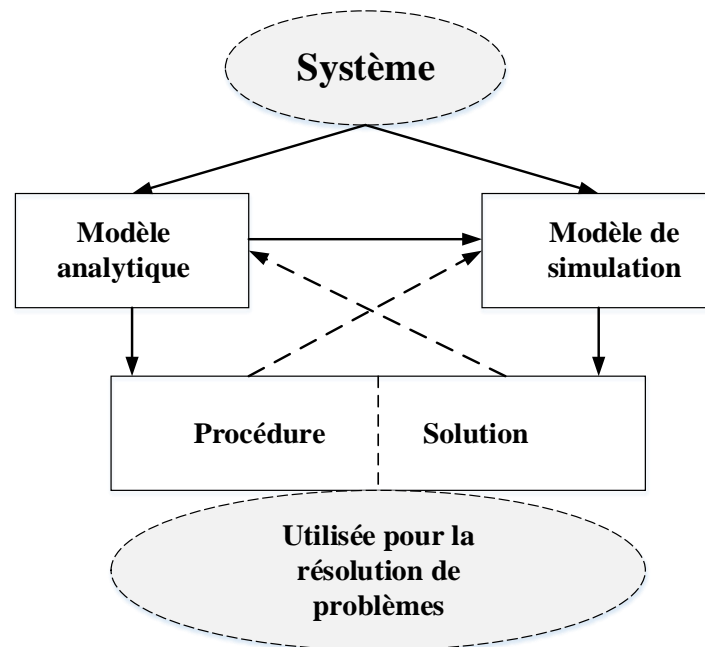 Système
Modèle
analytique
Modèle de
simulation
Procédure
Solution
Utilisée pour la
résolution de
problèmes